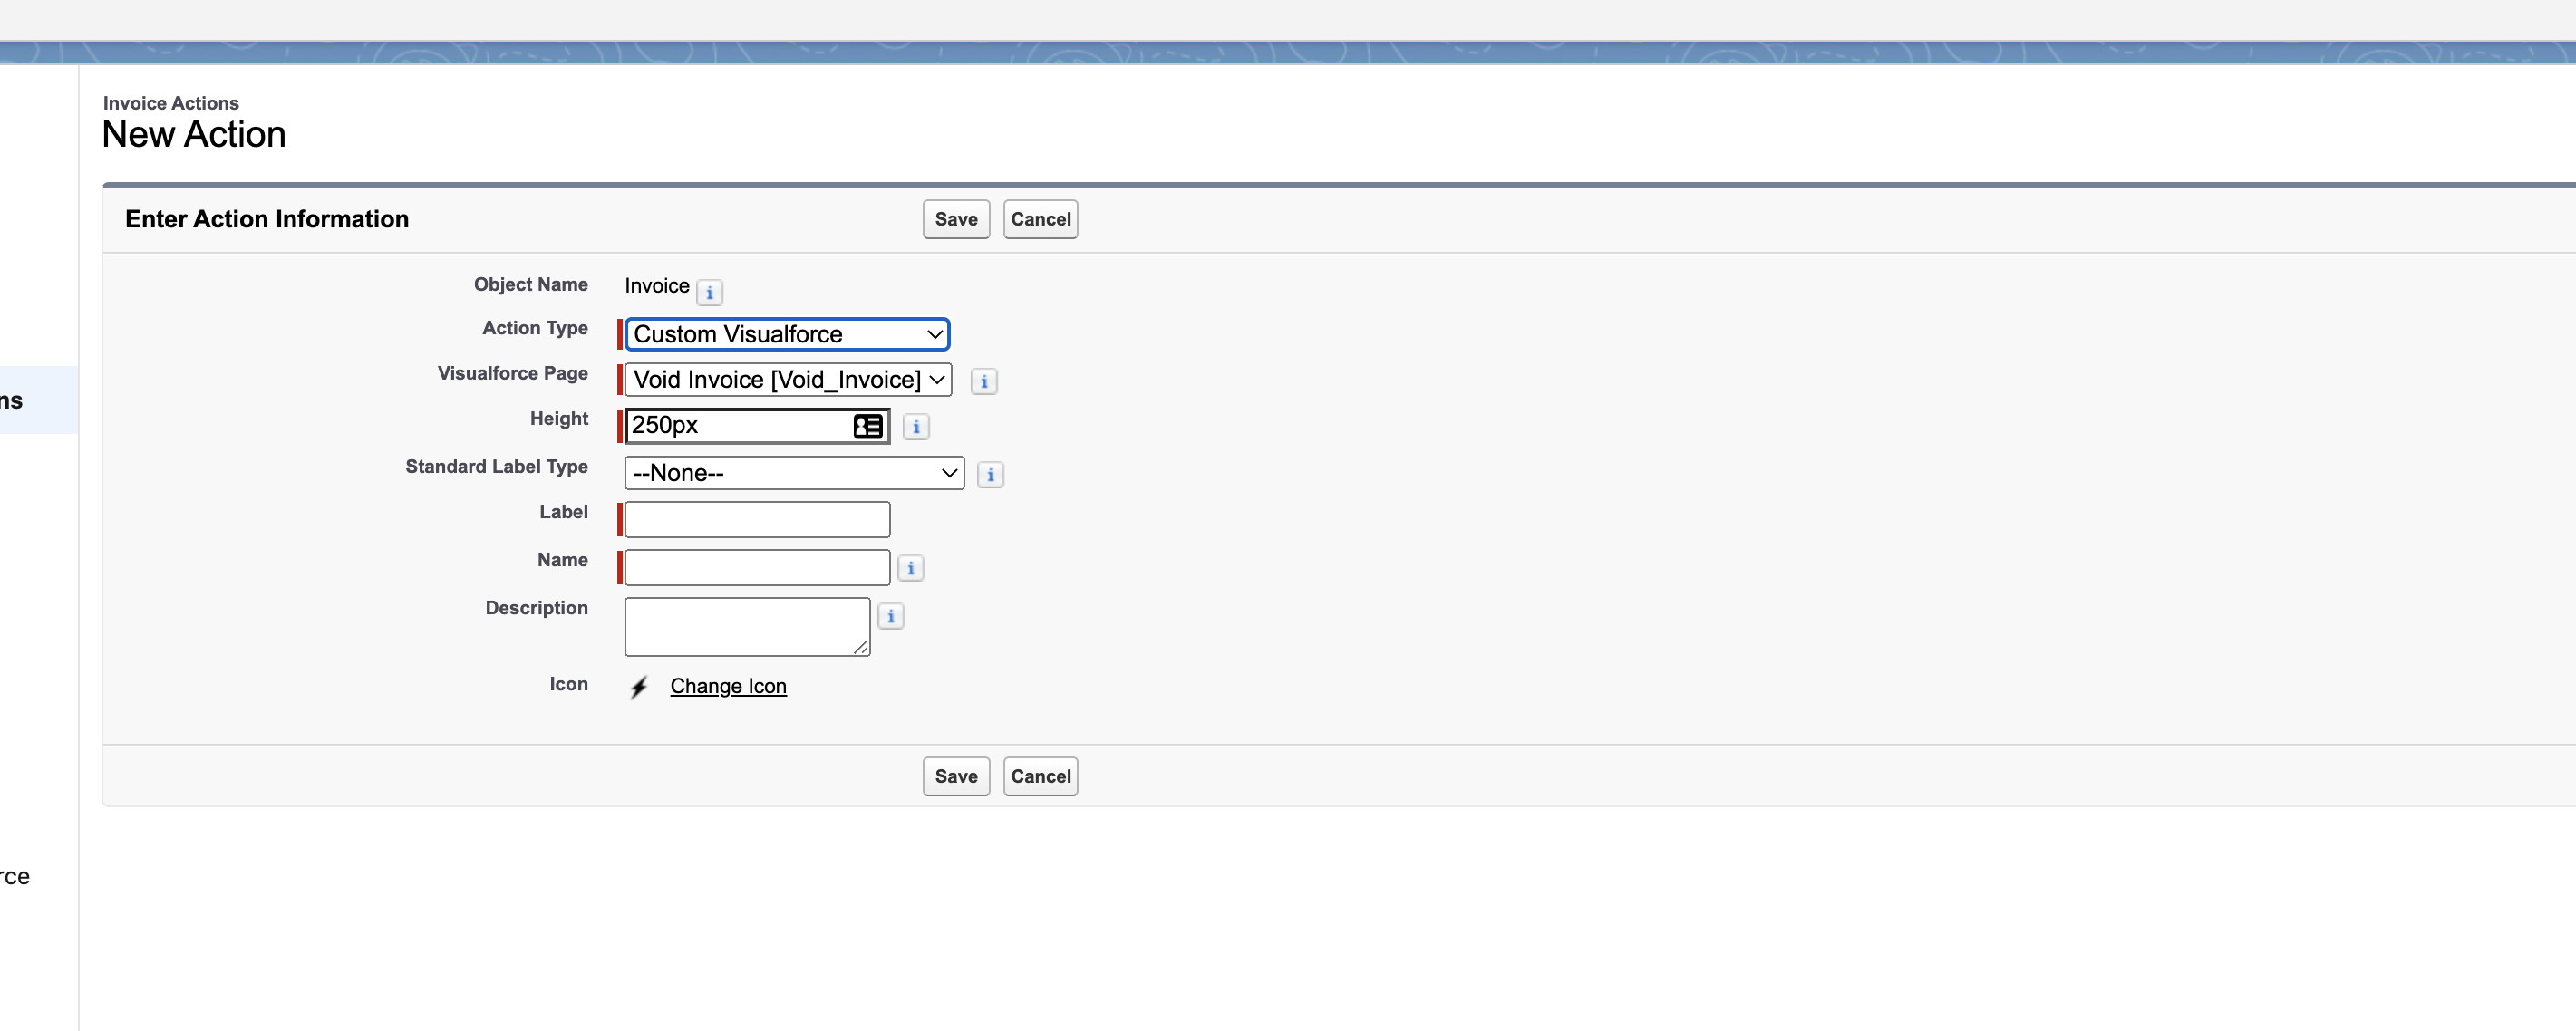 Invoice Actions
New Action
Enter Action Information
Save
Cancel
Object Name
Invoice
Action Type
Custom Visualforce
Visualforce Page
Void Invoice [Void_Invoice]
Height
250px
Standard Label Type
--None--
Label
Name
Description
Icon
Change Icon
Save
Cancel
ns
rce